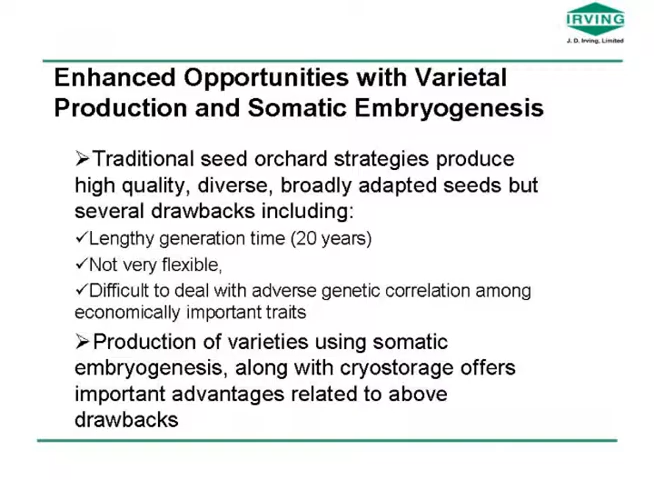 IRVING
J. D. Irving, Limited
Enhanced Opportunities with Varietal
Production and Somatic Embryogenesis
➢Traditional seed orchard strategies produce
high quality, diverse, broadly adapted seeds but
several drawbacks including:
✓Lengthy generation time (20 years)
✓Not very flexible,
✓Difficult to deal with adverse genetic correlation among
economically important traits
➢Production of varieties using somatic
embryogenesis, along with cryostorage offers
important advantages related to above
drawbacks